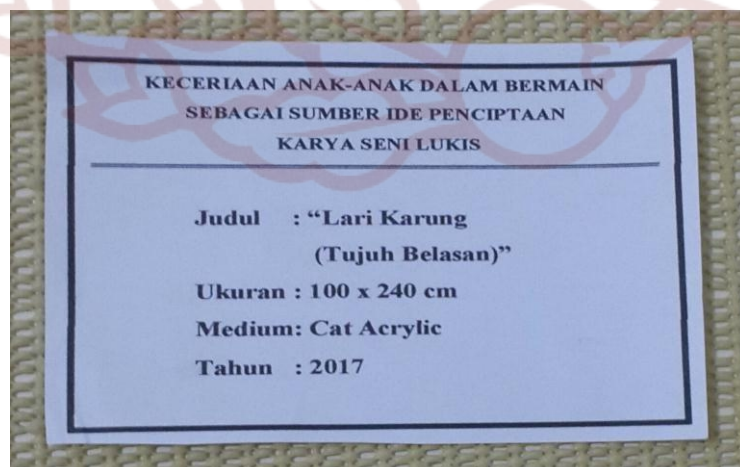 KECERIAAN ANAK-ANAK DALAM BERMAIN
SEBAGAI SUMBER IDE PENCIPTAAN
KARYA SENI LUKIS
Judul : “Lari Karung
(Tujuh Belasan)”
Ukuran : 100 x 240 cm
Medium: Cat Acrylic
Tahun : 2017